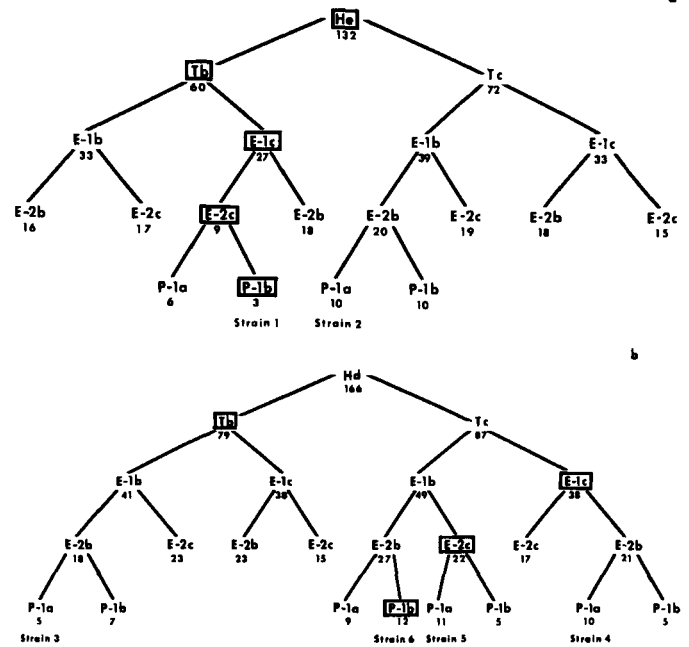 a
He
132
Tb Tc
60 72
E-1b E-1c E-1b E-1c
33 27 39 33
E-2b E-2c E-2c E-2b E-2b E-2c E-2b E-2c
16 17 9 18 20 19 18 15
P-1a P-1b P-1a P-1b
6 3 10 10
Strain 1 Strain 2
b
Hd
166
Tb Tc
79 87
E-1b E-1c E-1b E-1c
41 38 49 38
E-2b E-2c E-2b E-2c E-2b E-2c E-2c E-2b
18 23 23 15 27 22 17 21
P-1a P-1b P-1a P-1b P-1a P-1b P-1a P-1b
5 7 9 12 11 5 10 5
Strain 3 Strain 6 Strain 5 Strain 4